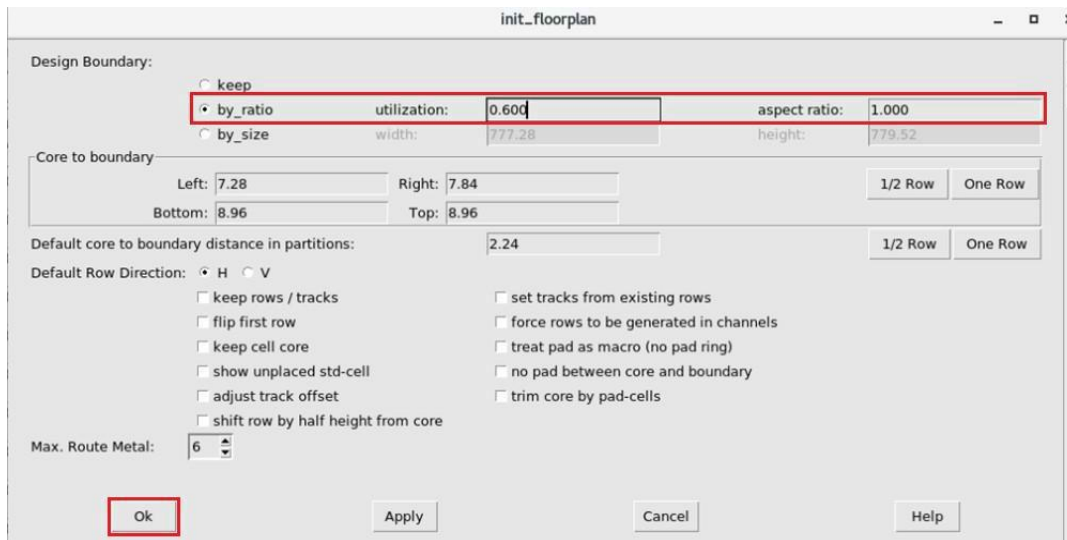 init_floorplan
Design Boundary:
keep
by_ratio utilization: 0.600 aspect ratio: 1.000
by_size width: 777.28 height: 779.52
Core to boundary
Left: 7.28 Right: 7.84 1/2 Row One Row
Bottom: 8.96 Top: 8.96
Default core to boundary distance in partitions: 2.24 1/2 Row One Row
Default Row Direction: H V
keep rows / tracks set tracks from existing rows
flip first row force rows to be generated in channels
keep cell core treat pad as macro (no pad ring)
show unplaced std-cell no pad between core and boundary
adjust track offset trim core by pad-cells
shift row by half height from core
Max. Route Metal: 6
Ok Apply Cancel Help